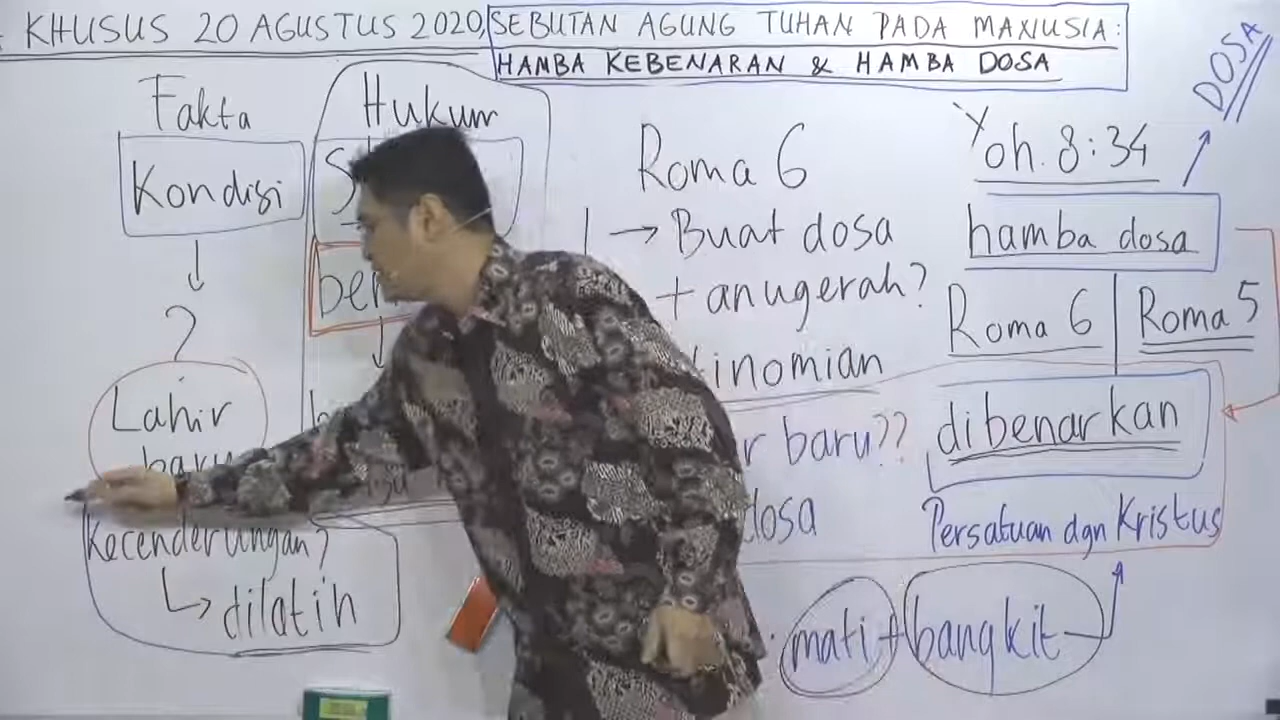 KHUSUS 20 AGUSTUS 2020, SEBUTAN AGUNG TUHAN PADA MANUSIA:
HAMBA KEBENARAN & HAMBA DOSA
DOSA
Fakta
Kondisi
?
Lahir
baru
Kecenderungan?
dilatih
Hukum
Roma 6
Buat dosa
+ anugerah?
baru??
dosa
mati + bangkit
Yoh. 8:34
hamba dosa
Roma 6
Roma 5
dibenarkan
Persatuan dgn Kristus